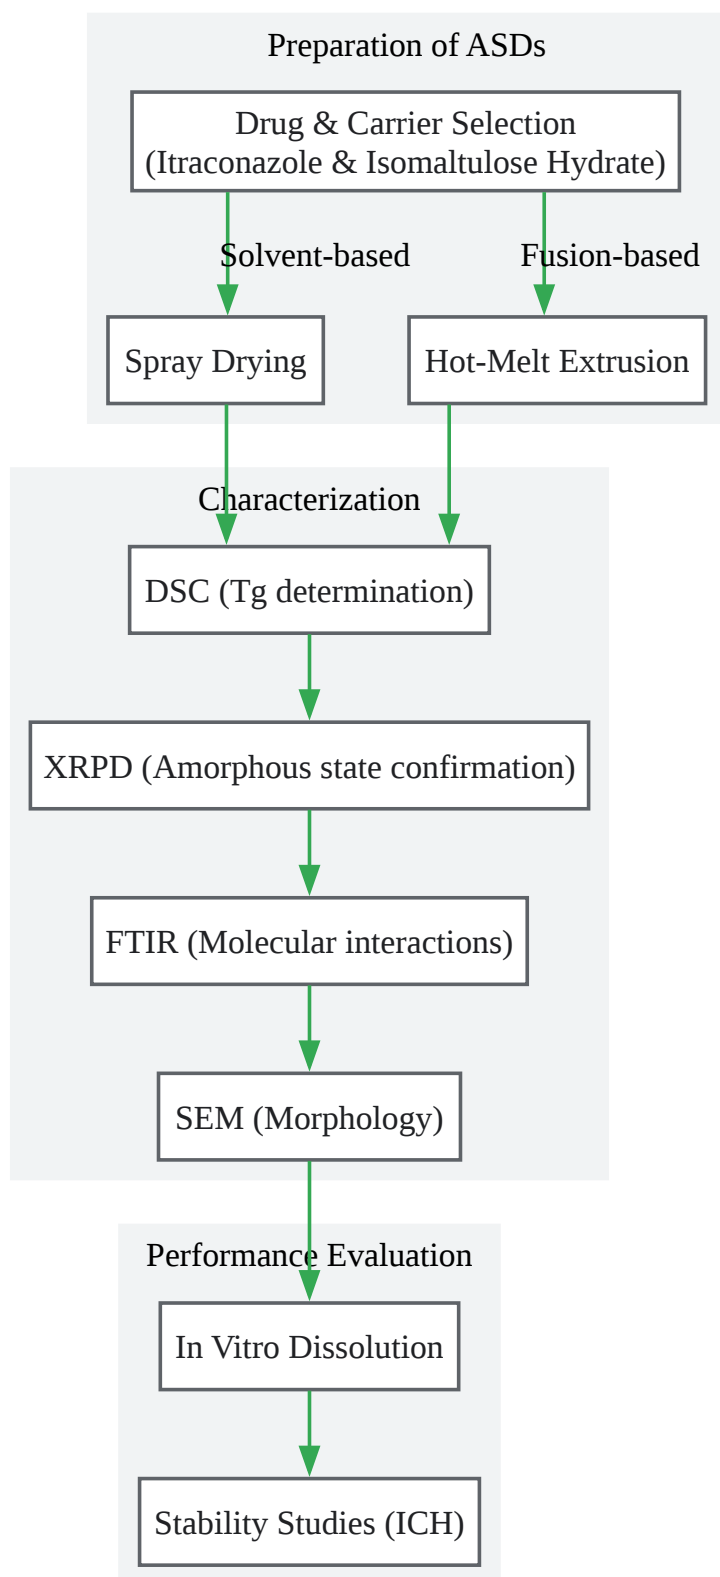 Preparation of ASDs
Drug & Carrier Selection
(Itraconazole & Isomaltulose Hydrate)
Solvent-based
Fusion-based
Spray Drying
Hot-Melt Extrusion
Characterization
DSC (Tg determination)
XRPD (Amorphous state confirmation)
FTIR (Molecular interactions)
SEM (Morphology)
Performance Evaluation
In Vitro Dissolution
Stability Studies (ICH)